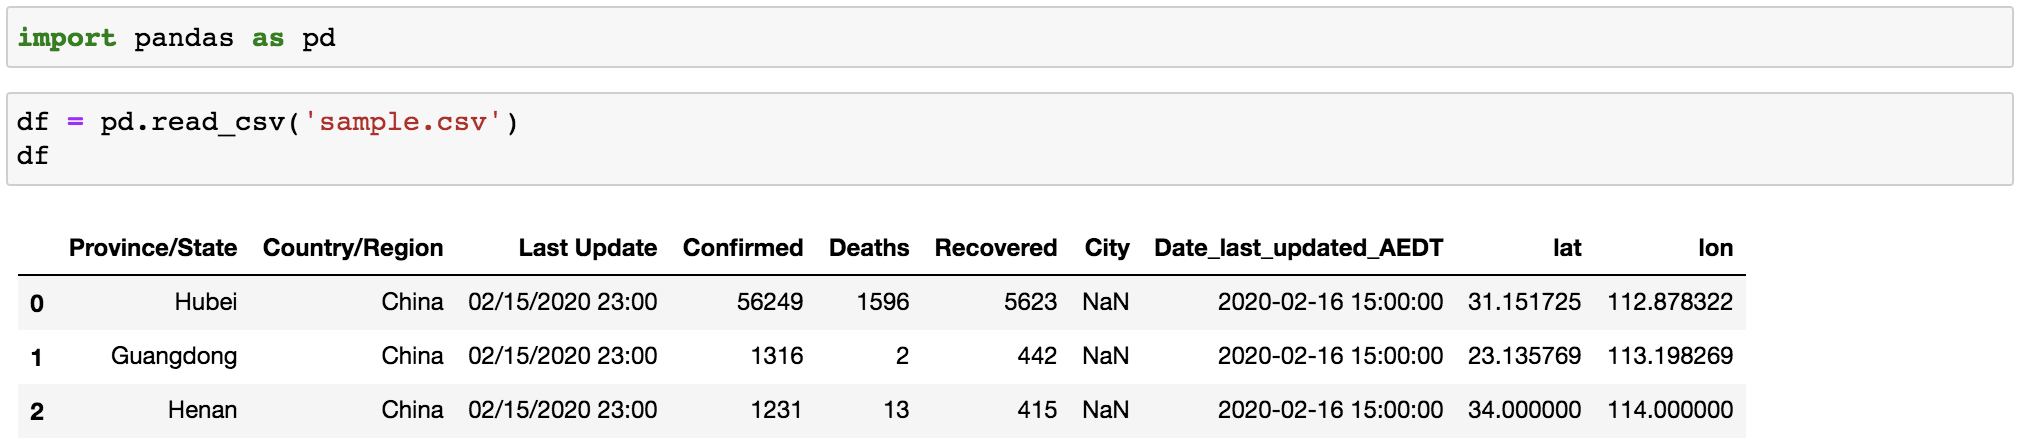 import pandas as pd
df = pd.read_csv('sample.csv')
df
Province/State Country/Region Last Update Confirmed Deaths Recovered City Date_last_updated_AEDT lat lon
0 Hubei China 02/15/2020 23:00 56249 1596 5623 NaN 2020-02-16 15:00:00 31.151725 112.878322
1 Guangdong China 02/15/2020 23:00 1316 2 442 NaN 2020-02-16 15:00:00 23.135769 113.198269
2 Henan China 02/15/2020 23:00 1231 13 415 NaN 2020-02-16 15:00:00 34.000000 114.000000